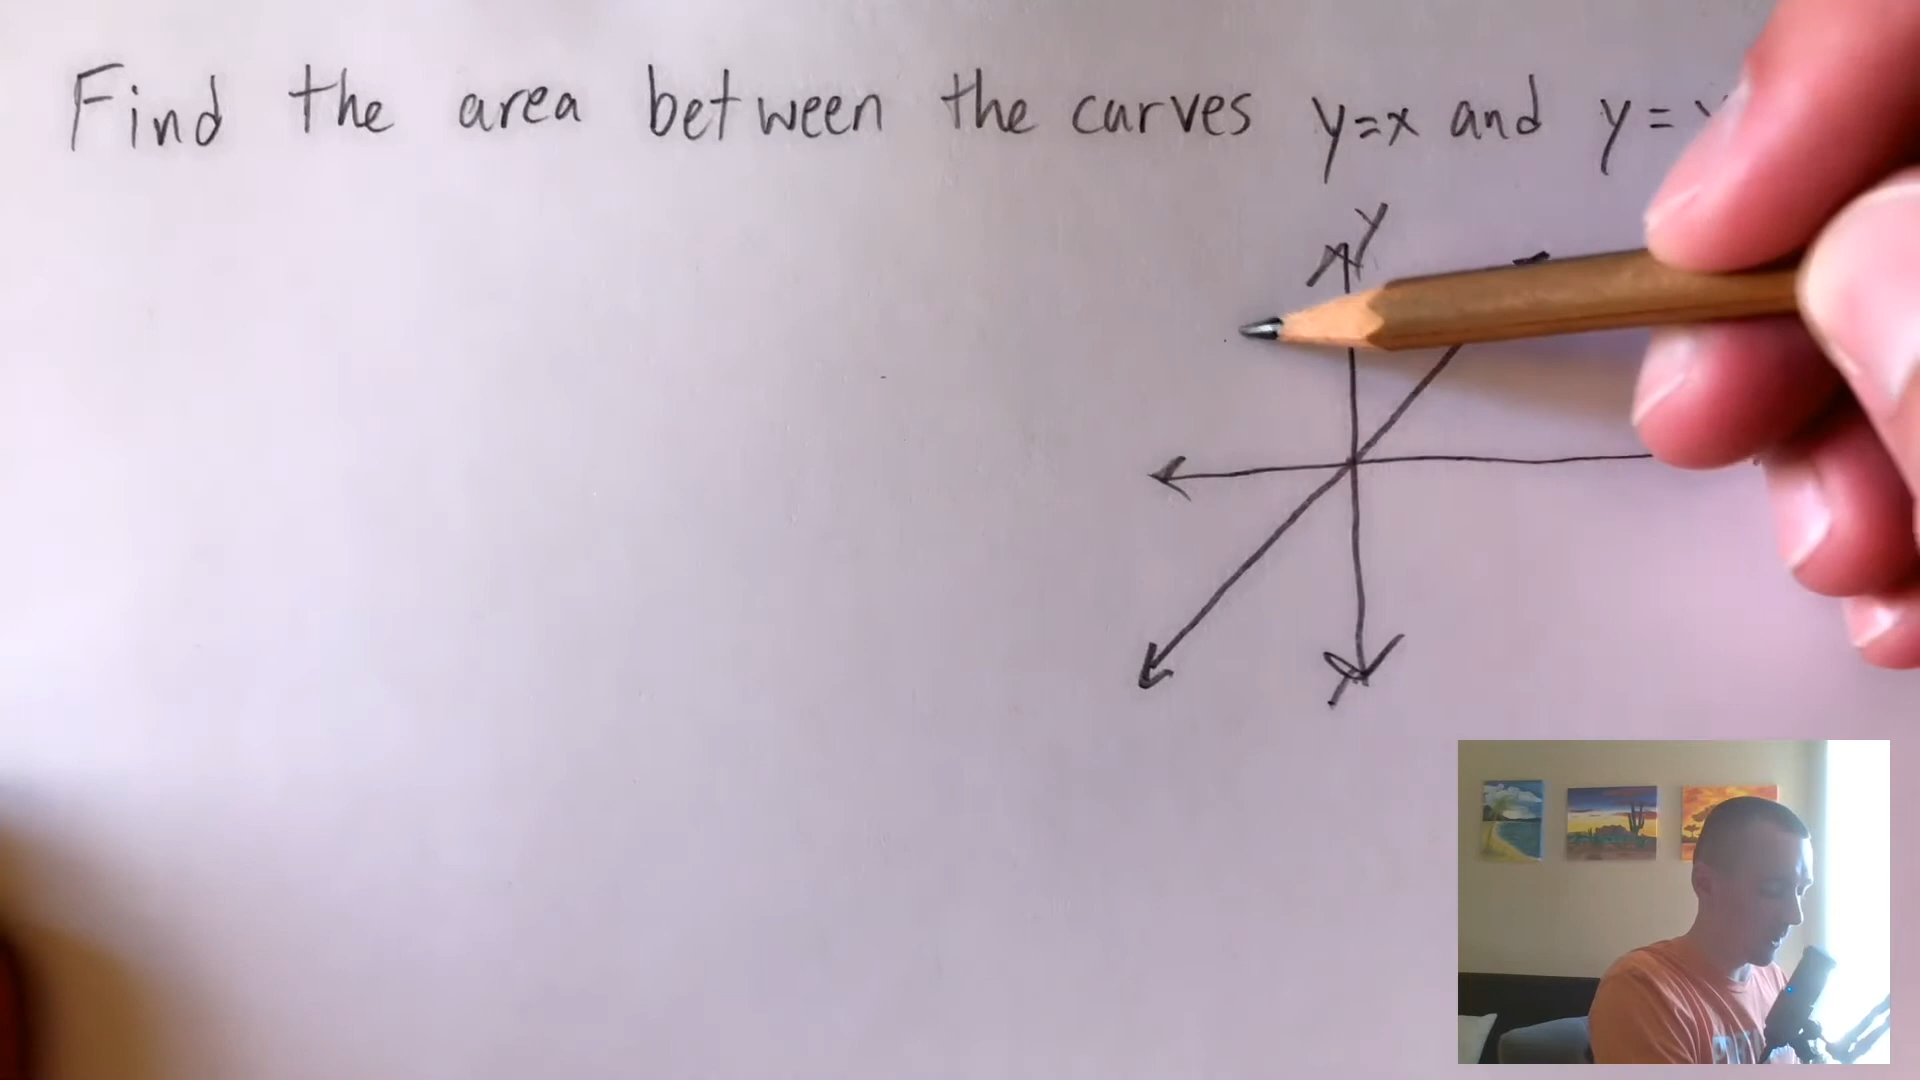 Find the area between the curves y=x and y=
y